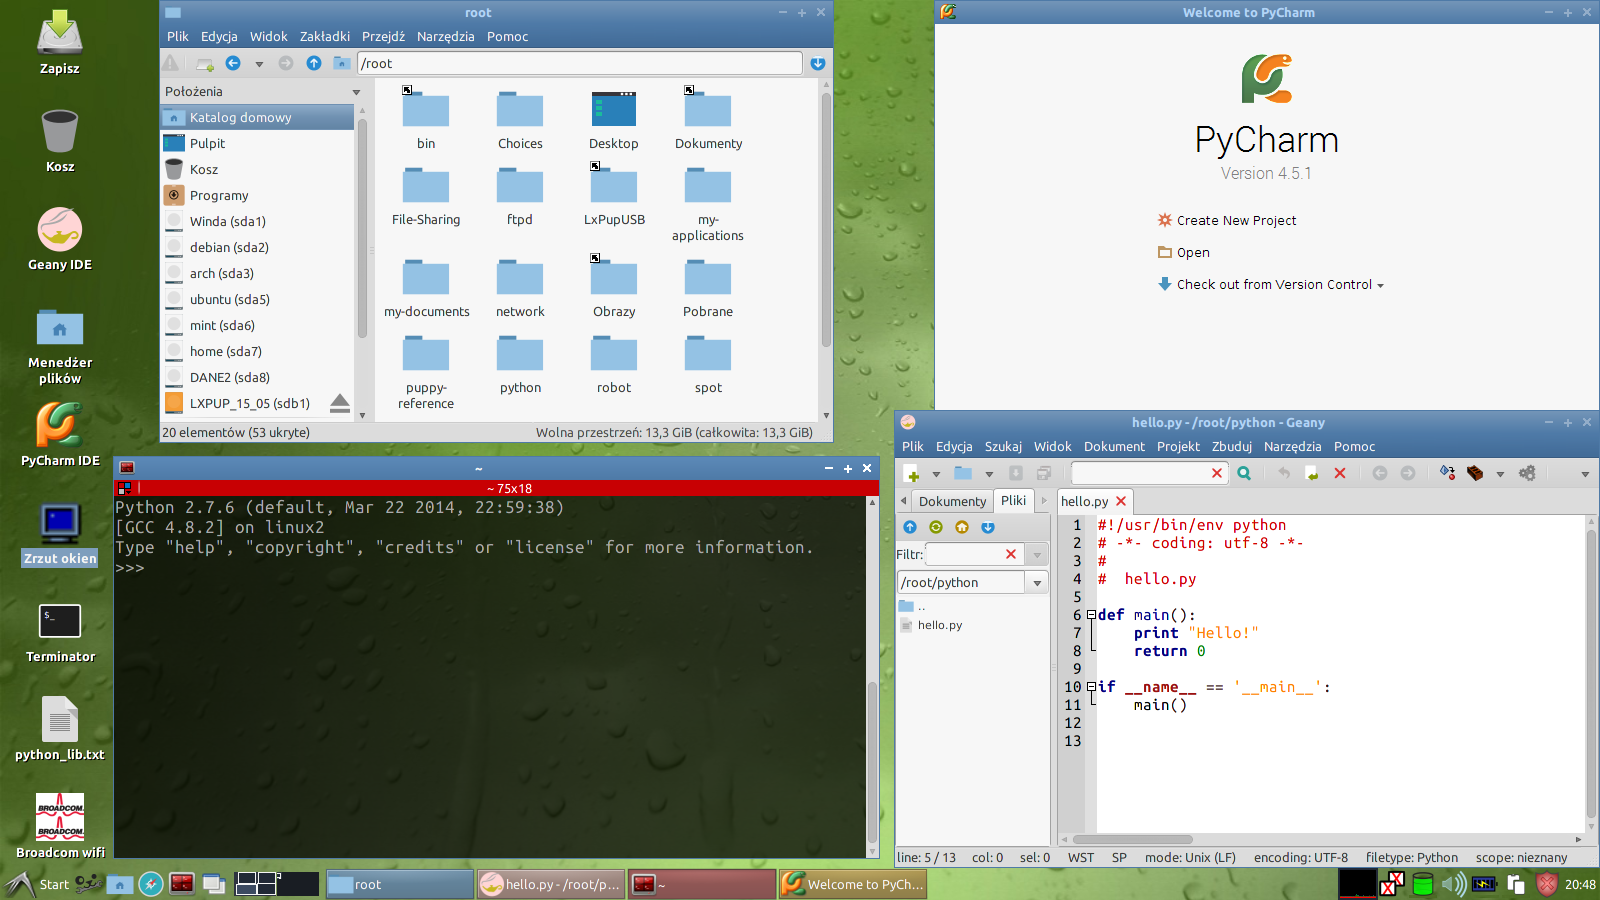 Zapisz
Kosz
Geany IDE
Menedżer
plików
PyCharm IDE
Zrzut okien
Terminator
python_lib.txt
BROADCOM.
BROADCOM.
Broadcom wifi
root
Plik Edycja Widok Zakładki Przejdź Narzędzia Pomoc
/root
Położenia
Katalog domowy
Pulpit
Kosz
Programy
Winda (sda1)
debian (sda2)
arch (sda3)
ubuntu (sda5)
mint (sda6)
home (sda7)
DANE2 (sda8)
LXPUP_15_05 (sdb1)
bin Choices Desktop Dokumenty
File-Sharing ftpd LxPupUSB my-
applications
my-documents network Obrazy Pobrane
puppy-
reference python robot spot
20 elementów (53 ukryte) Wolna przestrzeń: 13,3 GiB (całkowita: 13,3 GiB)
Welcome to PyCharm
PyCharm
Version 4.5.1
Create New Project
Open
Check out from Version Control
~
~ 75x18
Python 2.7.6 (default, Mar 22 2014, 22:59:38)
[GCC 4.8.2] on linux2
Type "help", "copyright", "credits" or "license" for more information.
>>>
hello.py - /root/python - Geany
Plik Edycja Szukaj Widok Dokument Projekt Zbuduj Narzędzia Pomoc
Dokumenty Pliki
Filtr:
/root/python
..
hello.py
hello.py
1 #!/usr/bin/env python
2 # -*- coding: utf-8 -*-
3 #
4 #  hello.py
5
6 def main():
7     print "Hello!"
8     return 0
9
10 if __name__ == '__main__':
11     main()
12
13
line: 5 / 13 col: 0 sel: 0 WST SP mode: Unix (LF) encoding: UTF-8 filetype: Python scope: nieznany
Start root hello.py - /root/p... ~ Welcome to PyCh... 20:48